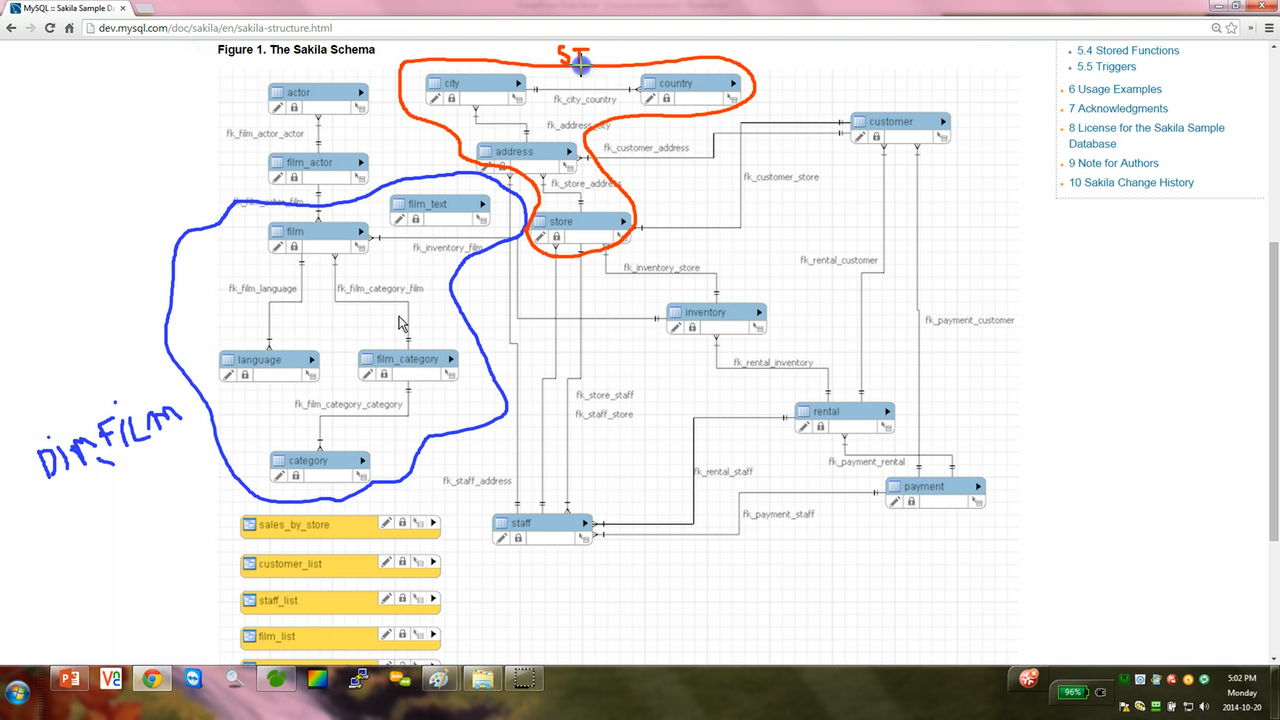 MySQL :: Sakila Sample D
dev.mysql.com/doc/sakila/en/sakila-structure.html
Figure 1. The Sakila Schema
ST
5.4 Stored Functions
5.5 Triggers
6 Usage Examples
7 Acknowledgments
8 License for the Sakila Sample
Database
9 Note for Authors
10 Sakila Change History
actor
city
country
customer
fk_city_country
fk_film_actor_actor
fk_address_city
film_actor
address
fk_customer_address
fk_store_address
fk_customer_store
fk_film_actor_film
film_text
film
store
fk_inventory_film
fk_rental_customer
fk_inventory_store
fk_film_language
fk_film_category_film
inventory
fk_payment_customer
language
film_category
fk_rental_inventory
fk_store_staff
fk_film_category_category
fk_staff_store
rental
Dim FILM
category
fk_payment_rental
fk_rental_staff
fk_staff_address
payment
fk_payment_staff
staff
sales_by_store
customer_list
staff_list
film_list
96%
5:02 PM
Monday
2014-10-20